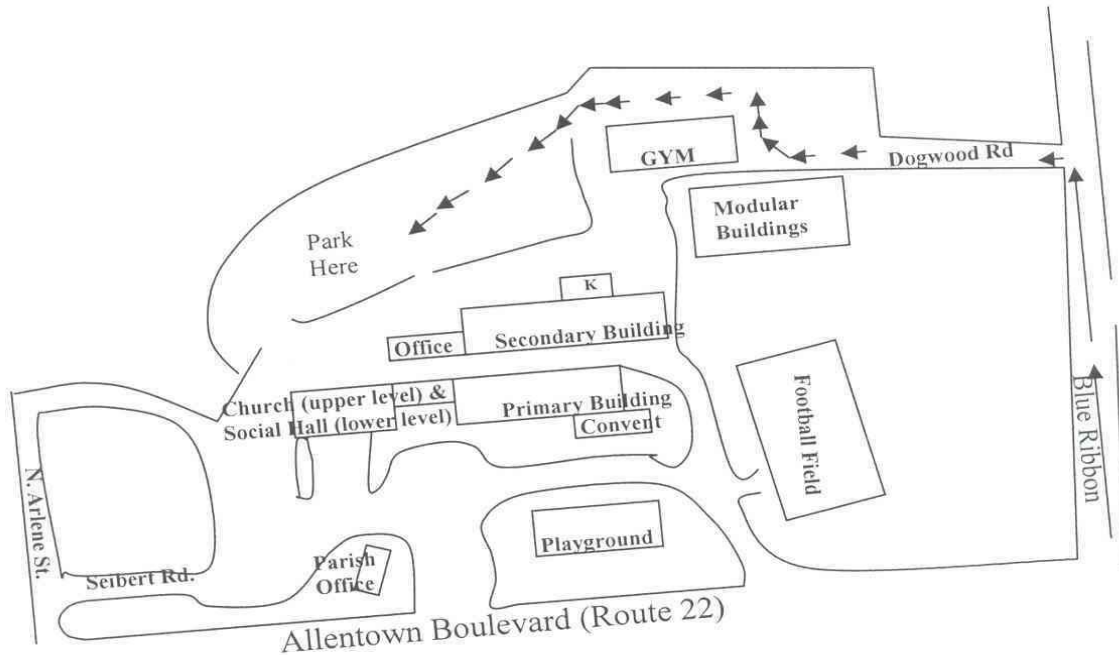 GYM
Dogwood Rd
Modular
Buildings
Park
Here
K
Office
Secondary Building
Church (upper level) &
Social Hall (lower level)
Primary Building
Convent
Football Field
Blue Ribbon
N. Arlene St.
Seibert Rd.
Parish
Office
Playground
Allentown Boulevard (Route 22)